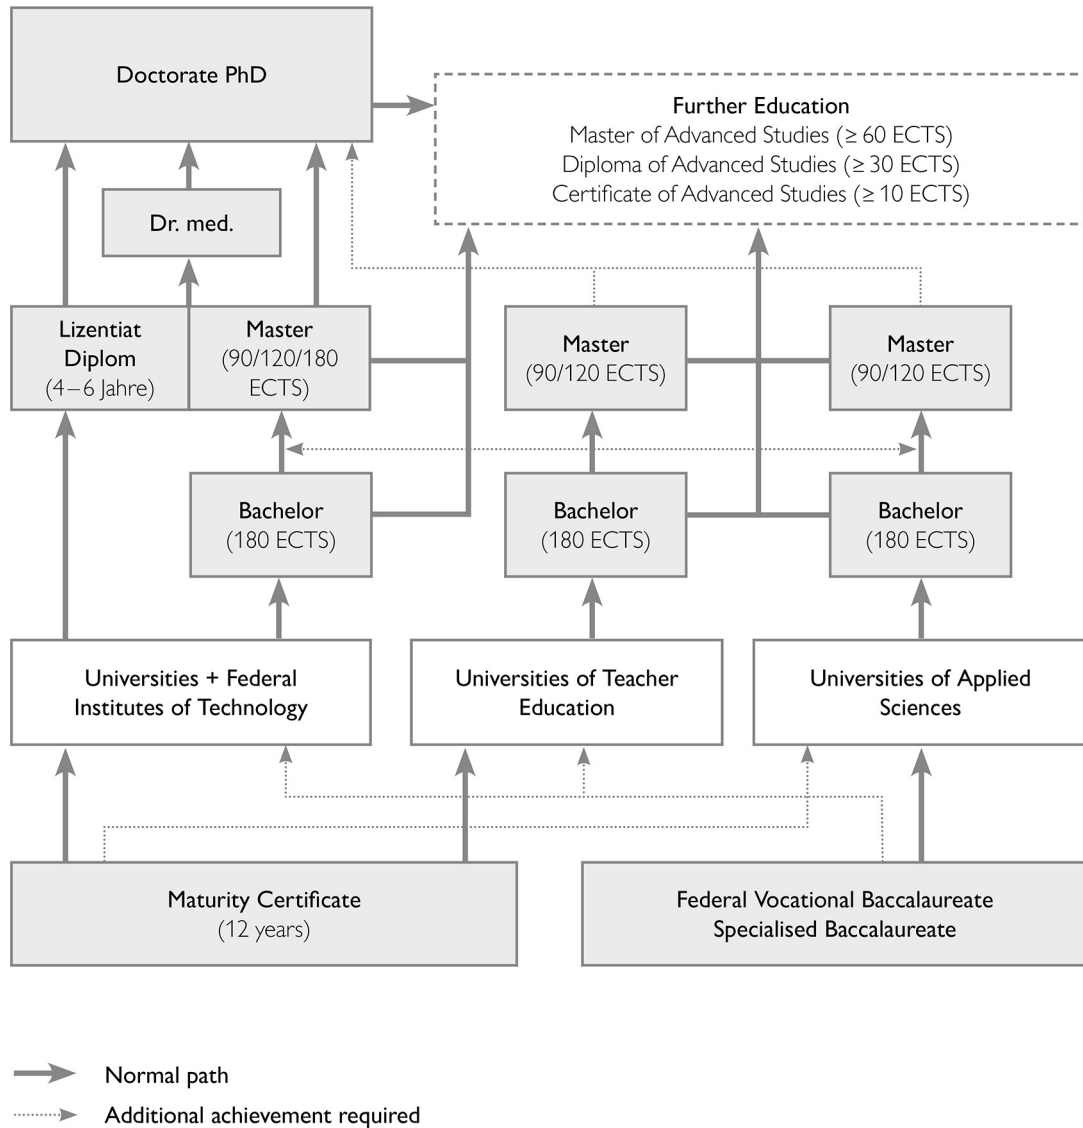 Doctorate PhD
Further Education
Master of Advanced Studies (≥ 60 ECTS)
Diploma of Advanced Studies (≥ 30 ECTS)
Certificate of Advanced Studies (≥ 10 ECTS)
Dr. med.
Lizentiat
Diplom
(4–6 Jahre)
Master
(90/120/180
ECTS)
Master
(90/120 ECTS)
Master
(90/120 ECTS)
Bachelor
(180 ECTS)
Bachelor
(180 ECTS)
Bachelor
(180 ECTS)
Universities + Federal
Institutes of Technology
Universities of Teacher
Education
Universities of Applied
Sciences
Maturity Certificate
(12 years)
Federal Vocational Baccalaureate
Specialised Baccalaureate
Normal path
Additional achievement required